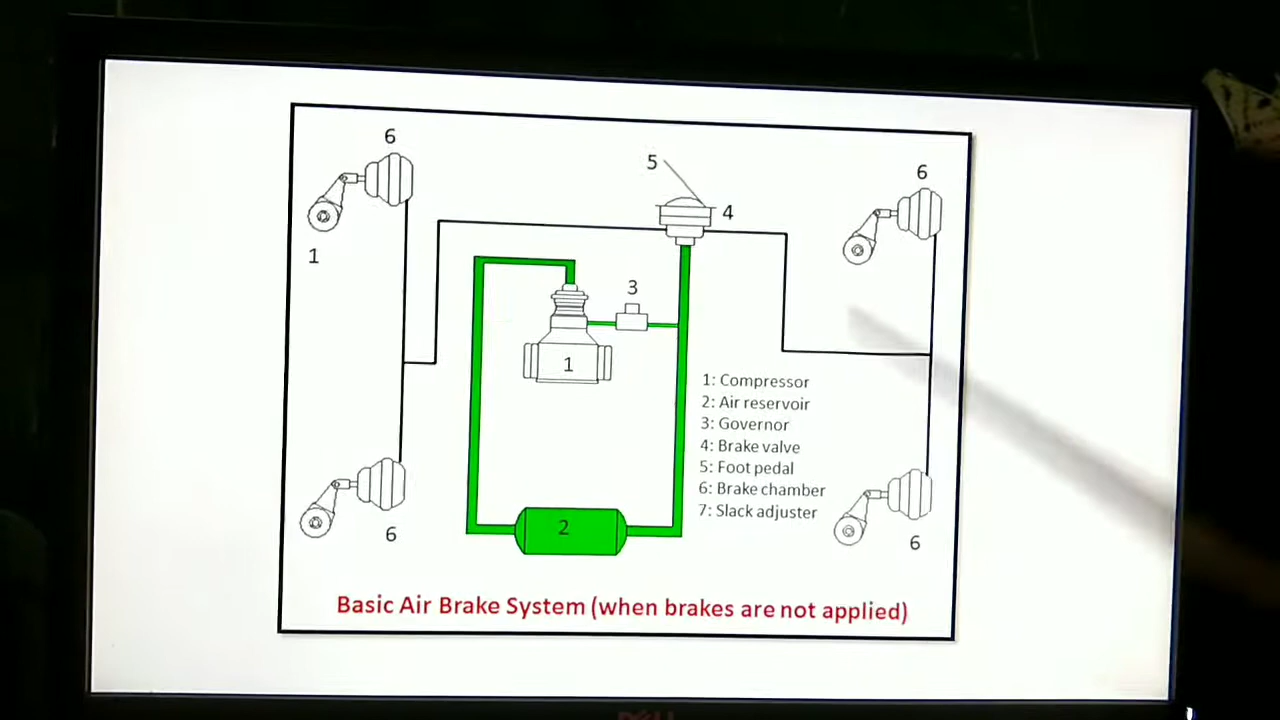 6
5
6
4
1
3
1
1: Compressor
2: Air reservoir
3: Governor
4: Brake valve
5: Foot pedal
6: Brake chamber
7: Slack adjuster
2
6
6
Basic Air Brake System (when brakes are not applied)
DELL